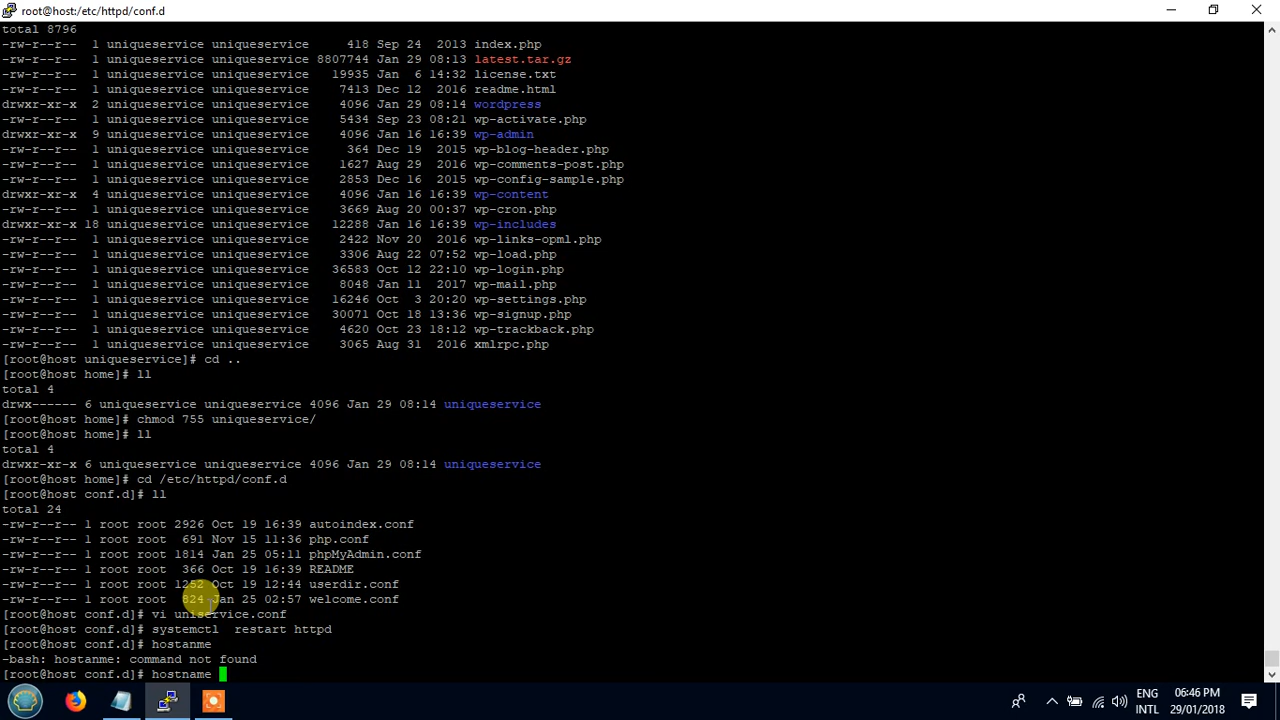 root@host:/etc/httpd/conf.d
total 8796
-rw-r--r-- 1 uniqueservice uniqueservice 418 Sep 24 2013 index.php
-rw-r--r-- 1 uniqueservice uniqueservice 8807744 Jan 29 08:13 latest.tar.gz
-rw-r--r-- 1 uniqueservice uniqueservice 19935 Jan 6 14:32 license.txt
-rw-r--r-- 1 uniqueservice uniqueservice 7413 Dec 12 2016 readme.html
drwxr-xr-x 2 uniqueservice uniqueservice 4096 Jan 29 08:14 wordpress
-rw-r--r-- 1 uniqueservice uniqueservice 5434 Sep 23 08:21 wp-activate.php
drwxr-xr-x 9 uniqueservice uniqueservice 4096 Jan 16 16:39 wp-admin
-rw-r--r-- 1 uniqueservice uniqueservice 364 Dec 19 2015 wp-blog-header.php
-rw-r--r-- 1 uniqueservice uniqueservice 1627 Aug 29 2016 wp-comments-post.php
-rw-r--r-- 1 uniqueservice uniqueservice 2853 Dec 16 2015 wp-config-sample.php
drwxr-xr-x 4 uniqueservice uniqueservice 4096 Jan 16 16:39 wp-content
-rw-r--r-- 1 uniqueservice uniqueservice 3669 Aug 20 00:37 wp-cron.php
drwxr-xr-x 18 uniqueservice uniqueservice 12288 Jan 16 16:39 wp-includes
-rw-r--r-- 1 uniqueservice uniqueservice 2422 Nov 20 2016 wp-links-opml.php
-rw-r--r-- 1 uniqueservice uniqueservice 3306 Aug 22 07:52 wp-load.php
-rw-r--r-- 1 uniqueservice uniqueservice 36583 Oct 12 22:10 wp-login.php
-rw-r--r-- 1 uniqueservice uniqueservice 8048 Jan 11 2017 wp-mail.php
-rw-r--r-- 1 uniqueservice uniqueservice 16246 Oct 3 20:20 wp-settings.php
-rw-r--r-- 1 uniqueservice uniqueservice 30071 Oct 18 13:36 wp-signup.php
-rw-r--r-- 1 uniqueservice uniqueservice 4620 Oct 23 18:12 wp-trackback.php
-rw-r--r-- 1 uniqueservice uniqueservice 3065 Aug 31 2016 xmlrpc.php
[root@host uniqueservice]# cd ..
[root@host home]# ll
total 4
drwx------ 6 uniqueservice uniqueservice 4096 Jan 29 08:14 uniqueservice
[root@host home]# chmod 755 uniqueservice/
[root@host home]# ll
total 4
drwxr-xr-x 6 uniqueservice uniqueservice 4096 Jan 29 08:14 uniqueservice
[root@host home]# cd /etc/httpd/conf.d
[root@host conf.d]# ll
total 24
-rw-r--r-- 1 root root 2926 Oct 19 16:39 autoindex.conf
-rw-r--r-- 1 root root 691 Nov 15 11:36 php.conf
-rw-r--r-- 1 root root 1814 Jan 25 05:11 phpMyAdmin.conf
-rw-r--r-- 1 root root 366 Oct 19 16:39 README
-rw-r--r-- 1 root root 1252 Oct 19 12:44 userdir.conf
-rw-r--r-- 1 root root 824 Jan 25 02:57 welcome.conf
[root@host conf.d]# vi uniservice.conf
[root@host conf.d]# systemctl  restart httpd
[root@host conf.d]# hostanme
-bash: hostanme: command not found
[root@host conf.d]# hostname
ENG
INTL
06:46 PM
29/01/2018